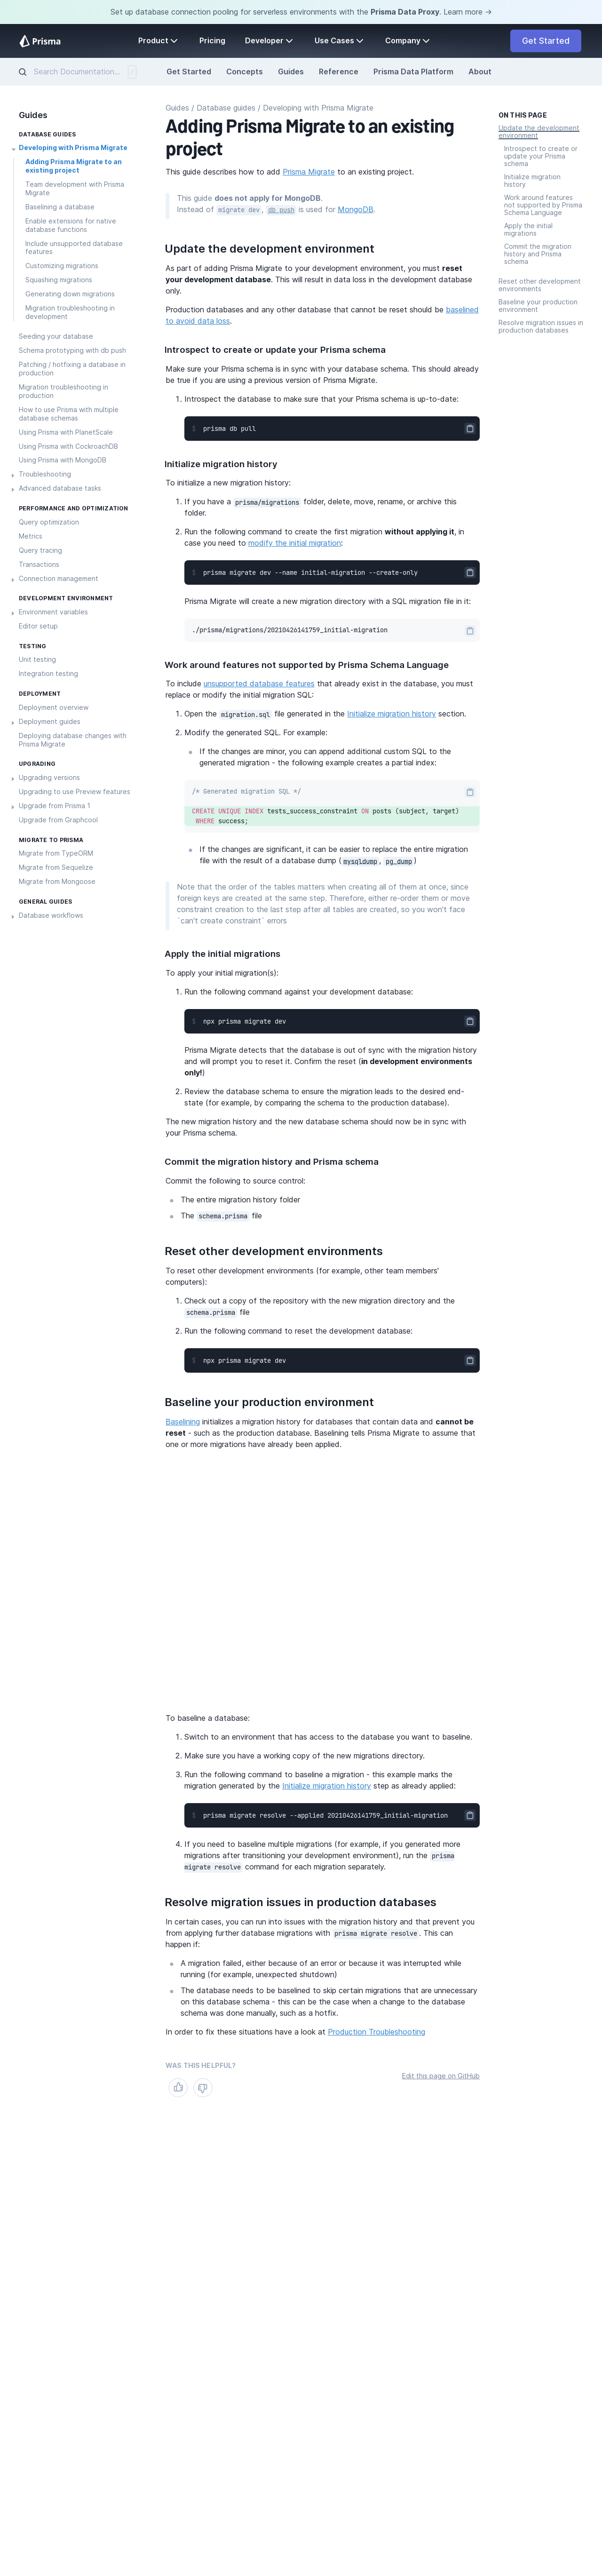 Set up database connection pooling for serverless environments with the Prisma Data Proxy. Learn more →
Prisma
Product
Pricing
Developer
Use Cases
Company
Get Started
Search Documentation... /
Get Started
Concepts
Guides
Reference
Prisma Data Platform
About
Guides
DATABASE GUIDES
Developing with Prisma Migrate
Adding Prisma Migrate to an
existing project
Team development with Prisma
Migrate
Baselining a database
Enable extensions for native
database functions
Include unsupported database
features
Customizing migrations
Squashing migrations
Generating down migrations
Migration troubleshooting in
development
Seeding your database
Schema prototyping with db push
Patching / hotfixing a database in
production
Migration troubleshooting in
production
How to use Prisma with multiple
database schemas
Using Prisma with PlanetScale
Using Prisma with CockroachDB
Using Prisma with MongoDB
Troubleshooting
Advanced database tasks
PERFORMANCE AND OPTIMIZATION
Query optimization
Metrics
Query tracing
Transactions
Connection management
DEVELOPMENT ENVIRONMENT
Environment variables
Editor setup
TESTING
Unit testing
Integration testing
DEPLOYMENT
Deployment overview
Deployment guides
Deploying database changes with
Prisma Migrate
UPGRADING
Upgrading versions
Upgrading to use Preview features
Upgrade from Prisma 1
Upgrade from Graphcool
MIGRATE TO PRISMA
Migrate from TypeORM
Migrate from Sequelize
Migrate from Mongoose
GENERAL GUIDES
Database workflows
Guides / Database guides / Developing with Prisma Migrate
Adding Prisma Migrate to an existing
project
This guide describes how to add Prisma Migrate to an existing project.
This guide does not apply for MongoDB.
Instead of migrate dev, db push is used for MongoDB.
Update the development environment
As part of adding Prisma Migrate to your development environment, you must reset
your development database. This will result in data loss in the development database
only.
Production databases and any other database that cannot be reset should be baselined
to avoid data loss.
Introspect to create or update your Prisma schema
Make sure your Prisma schema is in sync with your database schema. This should already
be true if you are using a previous version of Prisma Migrate.
1. Introspect the database to make sure that your Prisma schema is up-to-date:
$ prisma db pull
Initialize migration history
To initialize a new migration history:
1. If you have a prisma/migrations folder, delete, move, rename, or archive this
folder.
2. Run the following command to create the first migration without applying it, in
case you need to modify the initial migration:
$ prisma migrate dev --name initial-migration --create-only
Prisma Migrate will create a new migration directory with a SQL migration file in it:
./prisma/migrations/20210426141759_initial-migration
Work around features not supported by Prisma Schema Language
To include unsupported database features that already exist in the database, you must
replace or modify the initial migration SQL:
1. Open the migration.sql file generated in the Initialize migration history section.
2. Modify the generated SQL. For example:
If the changes are minor, you can append additional custom SQL to the
generated migration - the following example creates a partial index:
/* Generated migration SQL */
CREATE UNIQUE INDEX tests_success_constraint ON posts (subject, target)
WHERE success;
If the changes are significant, it can be easier to replace the entire migration
file with the result of a database dump (mysqldump, pg_dump)
Note that the order of the tables matters when creating all of them at once, since
foreign keys are created at the same step. Therefore, either re-order them or move
constraint creation to the last step after all tables are created, so you won't face
`can't create constraint` errors
Apply the initial migrations
To apply your initial migration(s):
1. Run the following command against your development database:
$ npx prisma migrate dev
Prisma Migrate detects that the database is out of sync with the migration history
and will prompt you to reset it. Confirm the reset (in development environments
only!)
2. Review the database schema to ensure the migration leads to the desired end-
state (for example, by comparing the schema to the production database).
The new migration history and the new database schema should now be in sync with
your Prisma schema.
Commit the migration history and Prisma schema
Commit the following to source control:
The entire migration history folder
The schema.prisma file
Reset other development environments
To reset other development environments (for example, other team members'
computers):
1. Check out a copy of the repository with the new migration directory and the
schema.prisma file
2. Run the following command to reset the development database:
$ npx prisma migrate dev
Baseline your production environment
Baselining initializes a migration history for databases that contain data and cannot be
reset - such as the production database. Baselining tells Prisma Migrate to assume that
one or more migrations have already been applied.
To baseline a database:
1. Switch to an environment that has access to the database you want to baseline.
2. Make sure you have a working copy of the new migrations directory.
3. Run the following command to baseline a migration - this example marks the
migration generated by the Initialize migration history step as already applied:
$ prisma migrate resolve --applied 20210426141759_initial-migration
4. If you need to baseline multiple migrations (for example, if you generated more
migrations after transitioning your development environment), run the prisma
migrate resolve command for each migration separately.
Resolve migration issues in production databases
In certain cases, you can run into issues with the migration history and that prevent you
from applying further database migrations with prisma migrate resolve. This can
happen if:
A migration failed, either because of an error or because it was interrupted while
running (for example, unexpected shutdown)
The database needs to be baselined to skip certain migrations that are unnecessary
on this database schema - this can be the case when a change to the database
schema was done manually, such as a hotfix.
In order to fix these situations have a look at Production Troubleshooting
WAS THIS HELPFUL?
Edit this page on GitHub
ON THIS PAGE
Update the development
environment
Introspect to create or
update your Prisma
schema
Initialize migration
history
Work around features
not supported by Prisma
Schema Language
Apply the initial
migrations
Commit the migration
history and Prisma
schema
Reset other development
environments
Baseline your production
environment
Resolve migration issues in
production databases